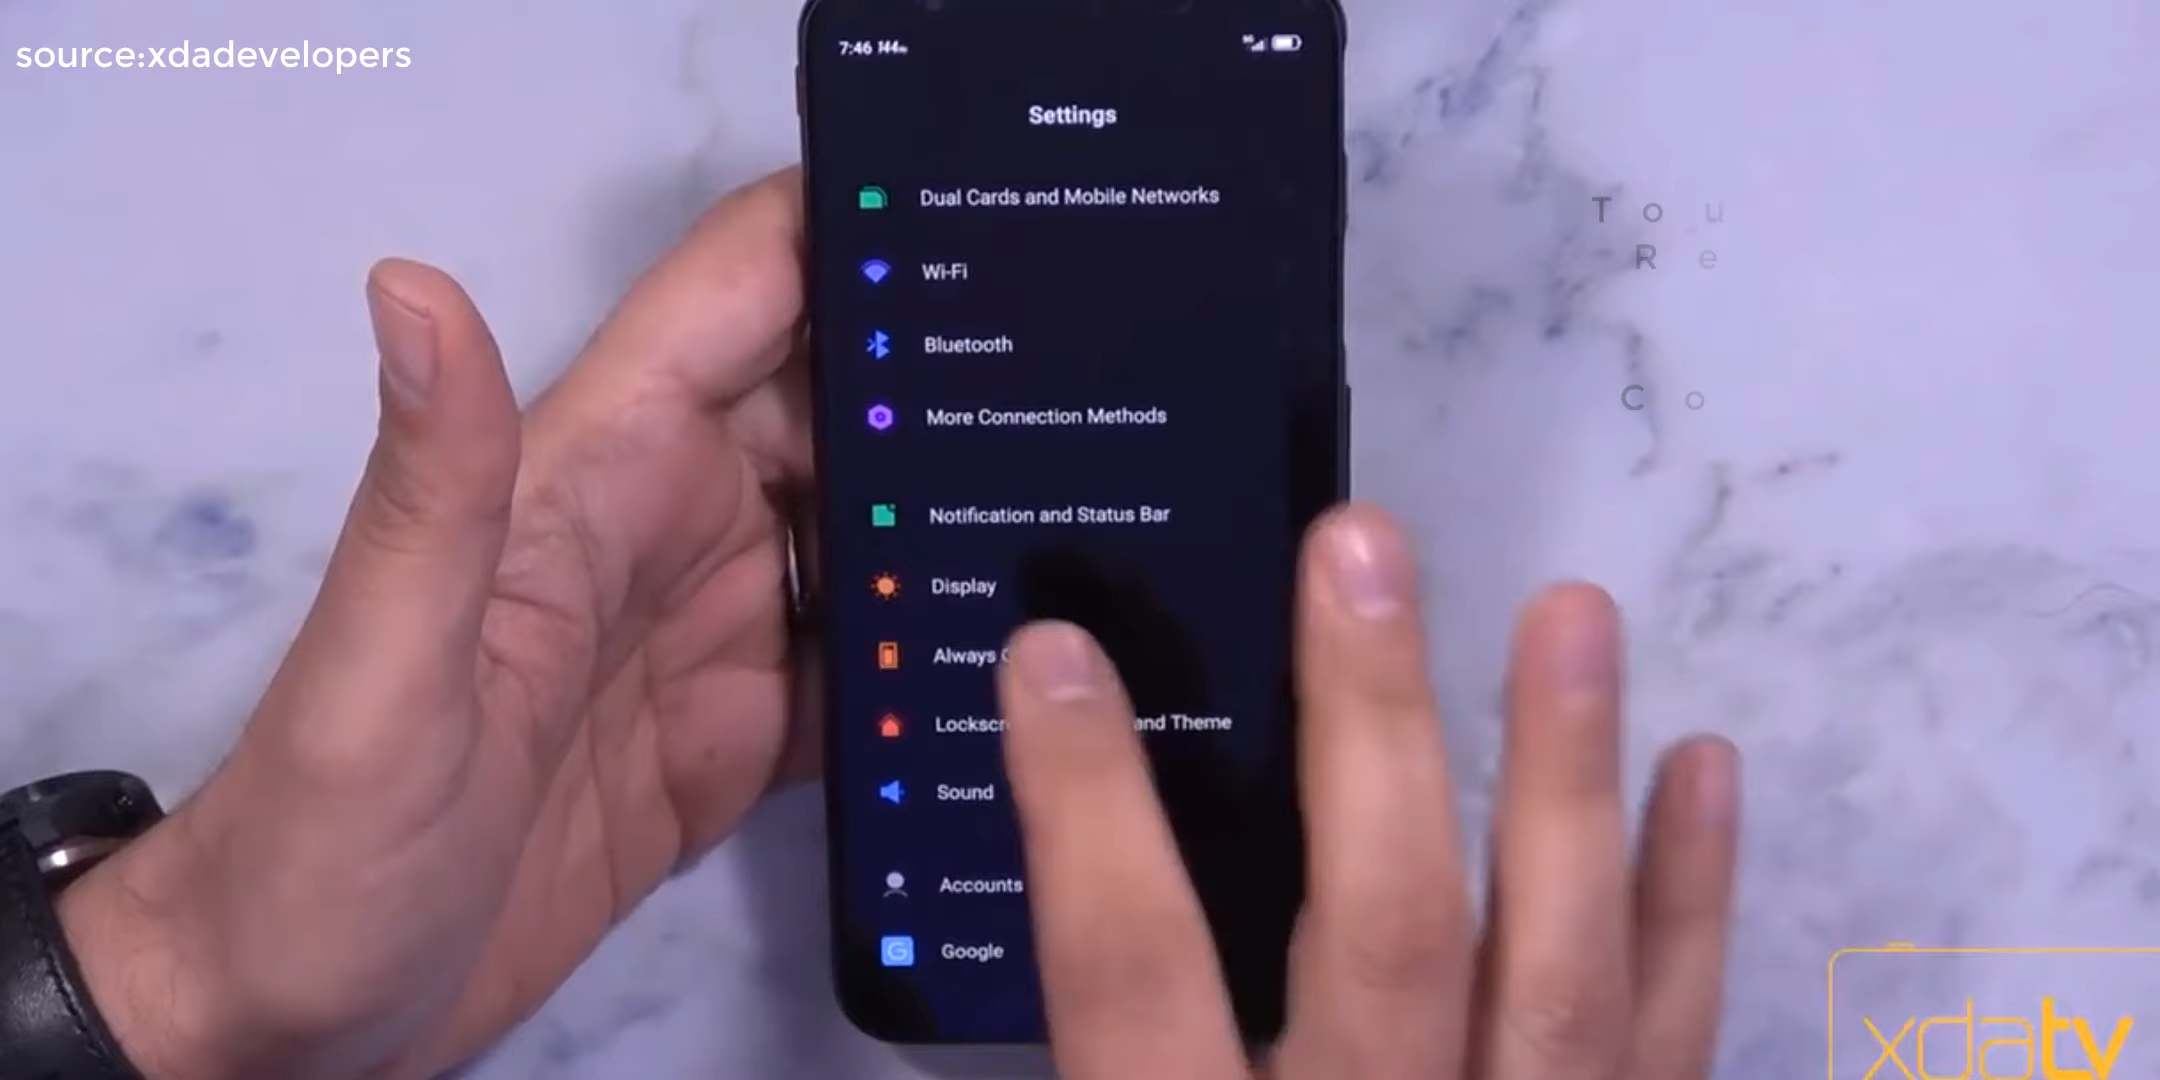 source:xdadevelopers
7:46 144Hz
Settings
Dual Cards and Mobile Networks
Wi-Fi
Bluetooth
More Connection Methods
Notification and Status Bar
Display
Always
and Theme
Sound
Accounts
Google
T o u
R e
C o
xdatv